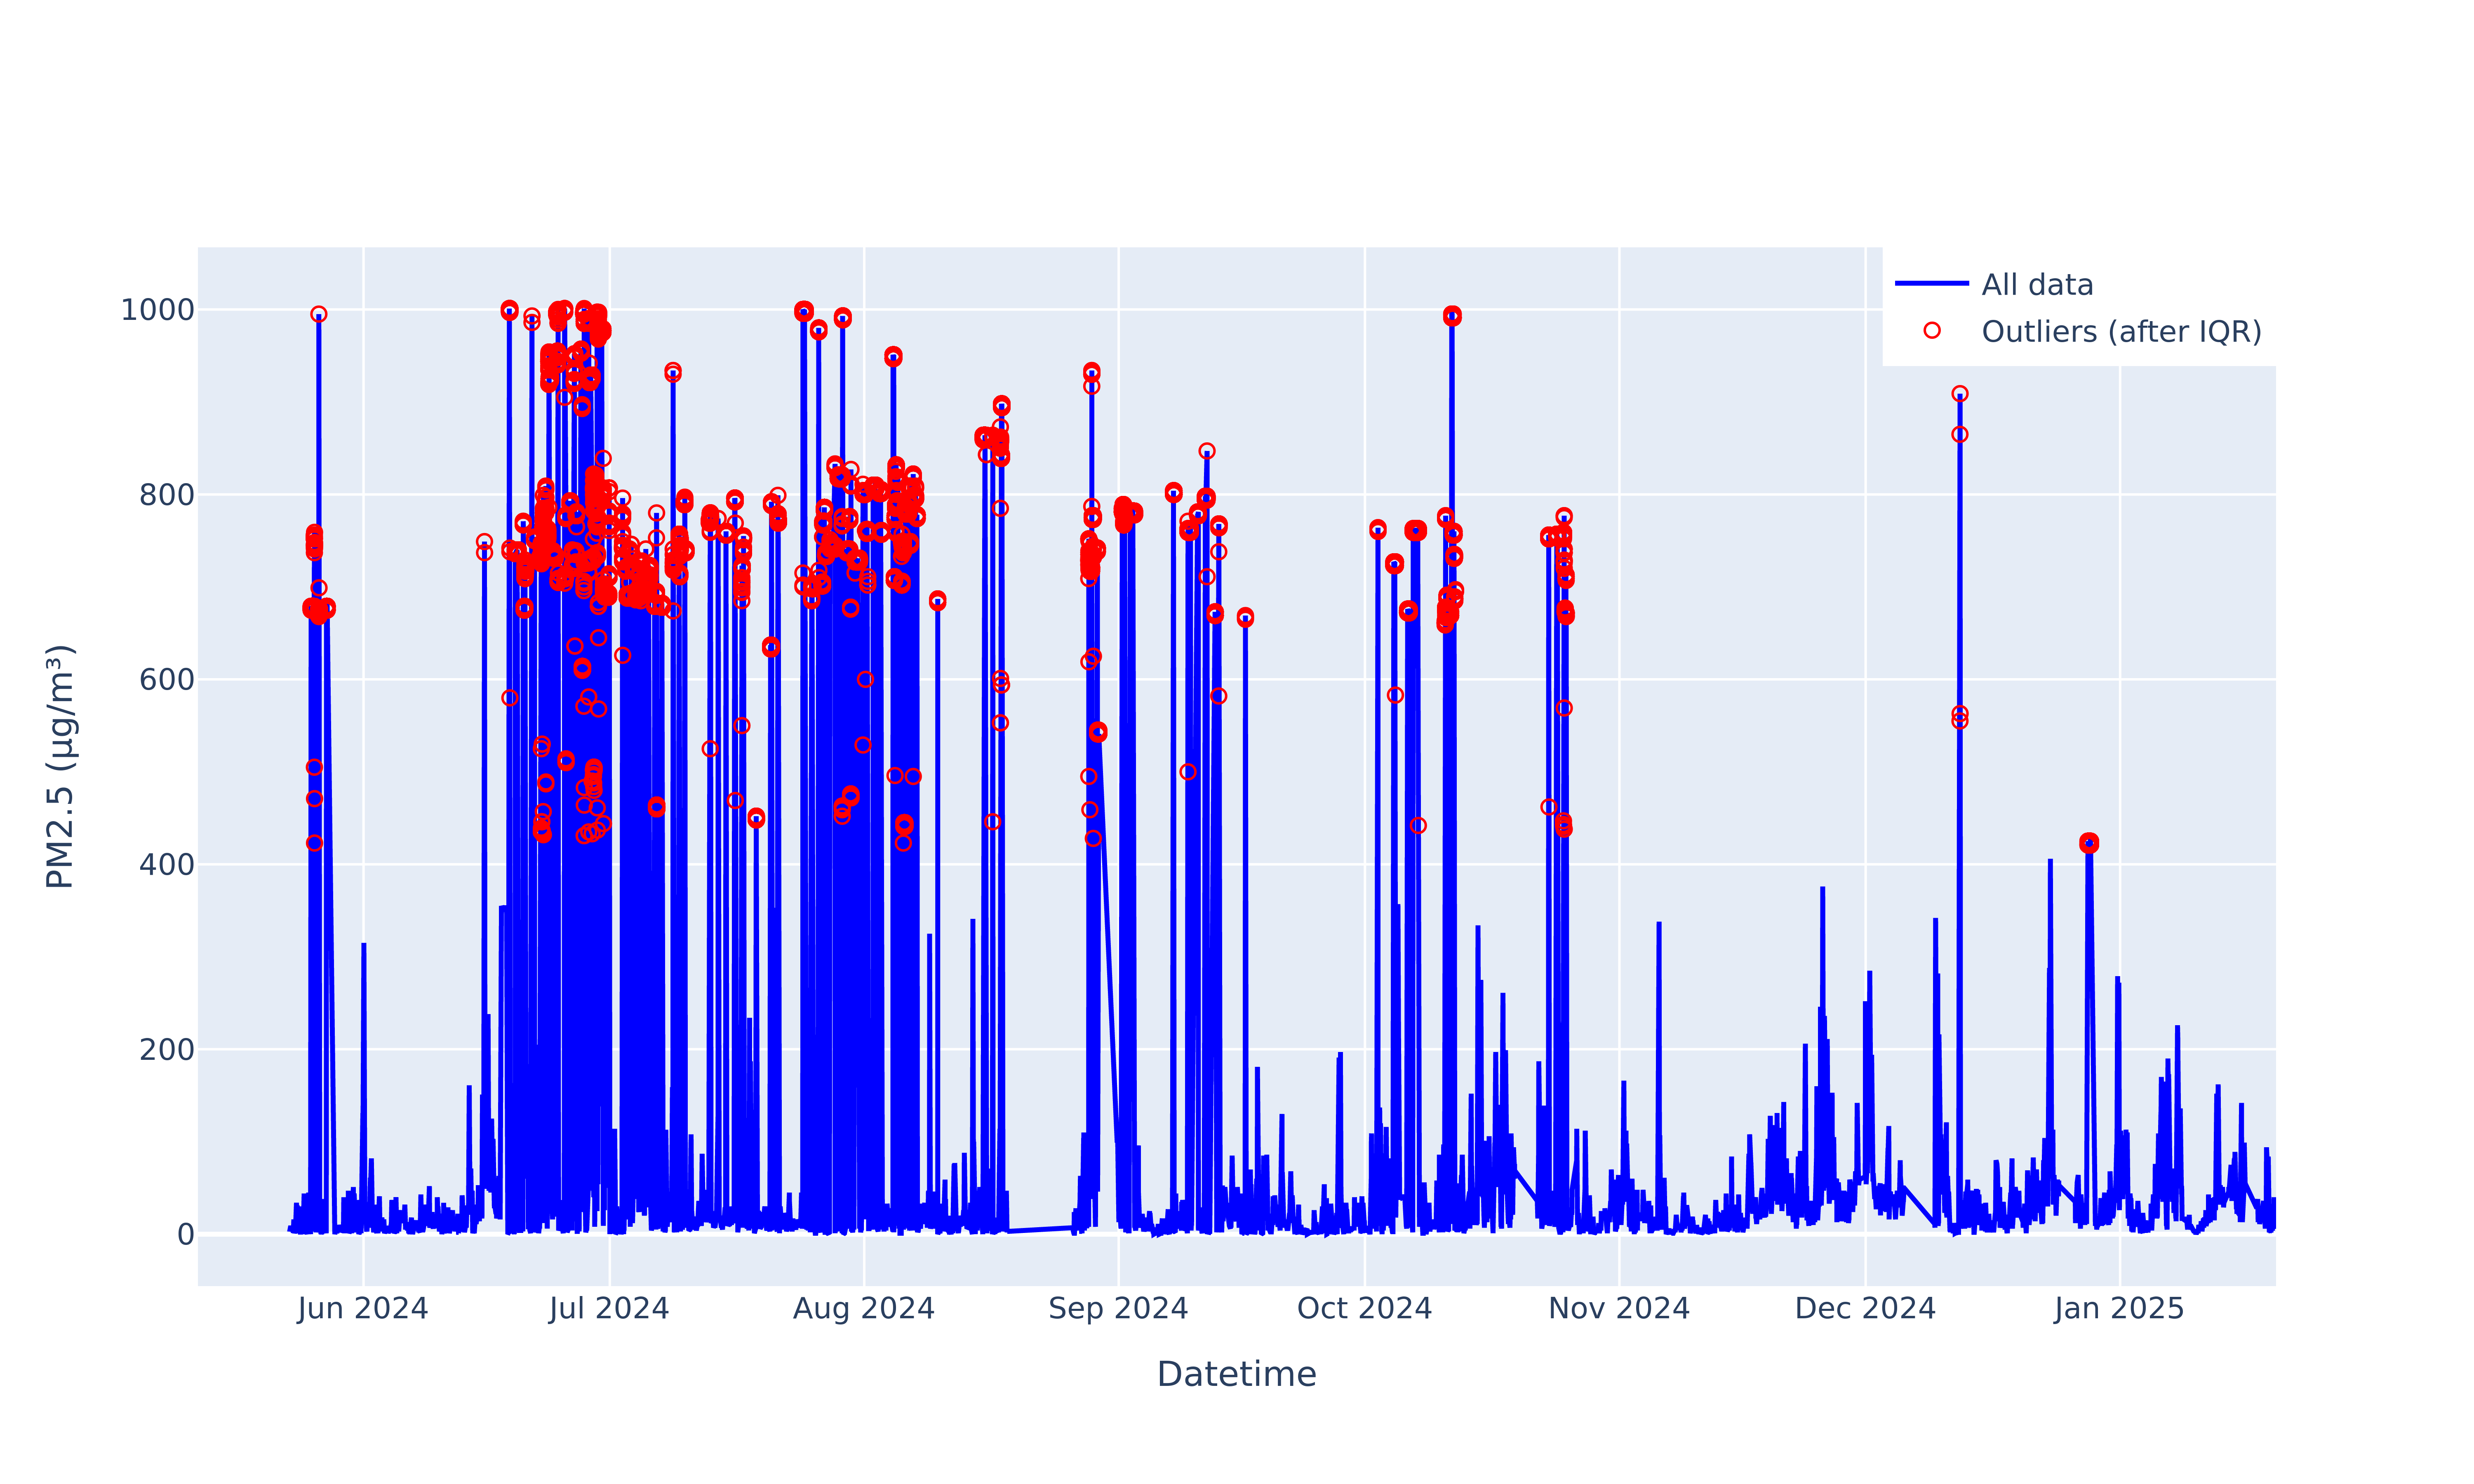 All data
Outliers (after IQR)
1000
800
600
400
200
0
PM2.5 (µg/m³)
Jun 2024
Jul 2024
Aug 2024
Sep 2024
Oct 2024
Nov 2024
Dec 2024
Jan 2025
Datetime